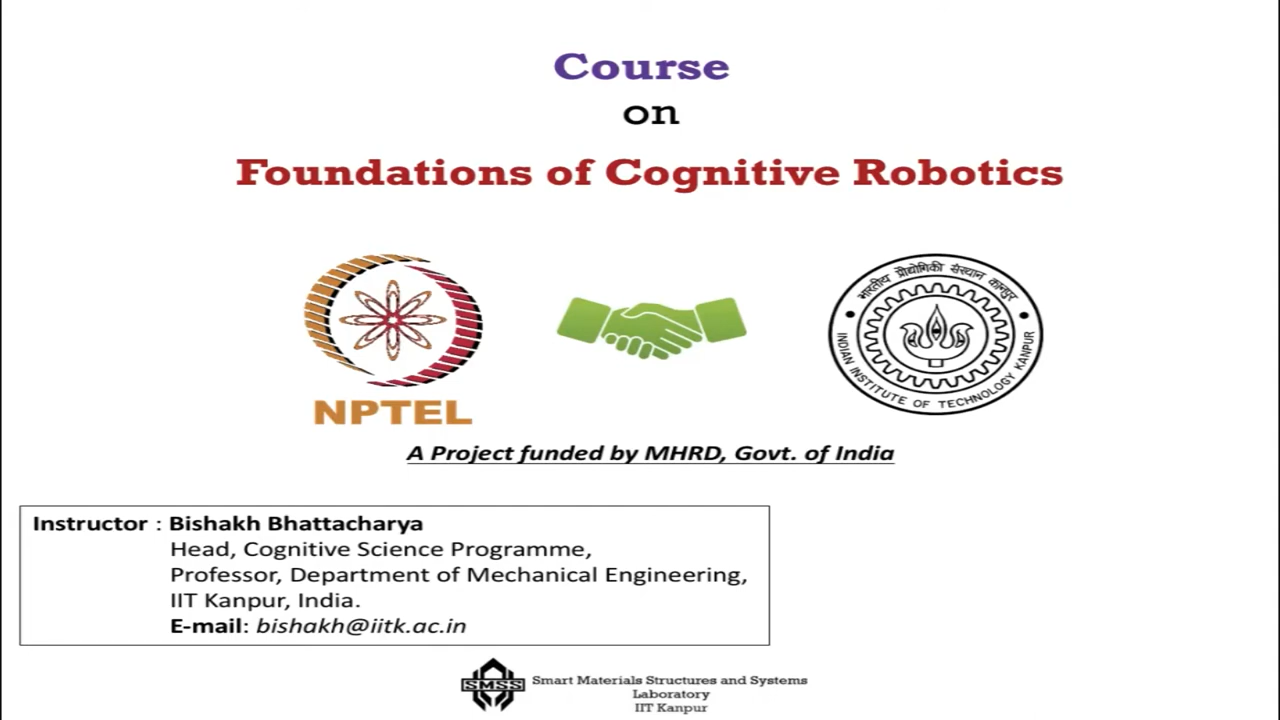 Course
on
Foundations of Cognitive Robotics
NPTEL
भारतीय प्रौद्योगिकी संस्थान कानपुर
INDIAN INSTITUTE OF TECHNOLOGY KANPUR
A Project funded by MHRD, Govt. of India
Instructor : Bishakh Bhattacharya
Head, Cognitive Science Programme,
Professor, Department of Mechanical Engineering,
IIT Kanpur, India.
E-mail: bishakh@iitk.ac.in
SMSS
Smart Materials Structures and Systems
Laboratory
IIT Kanpur